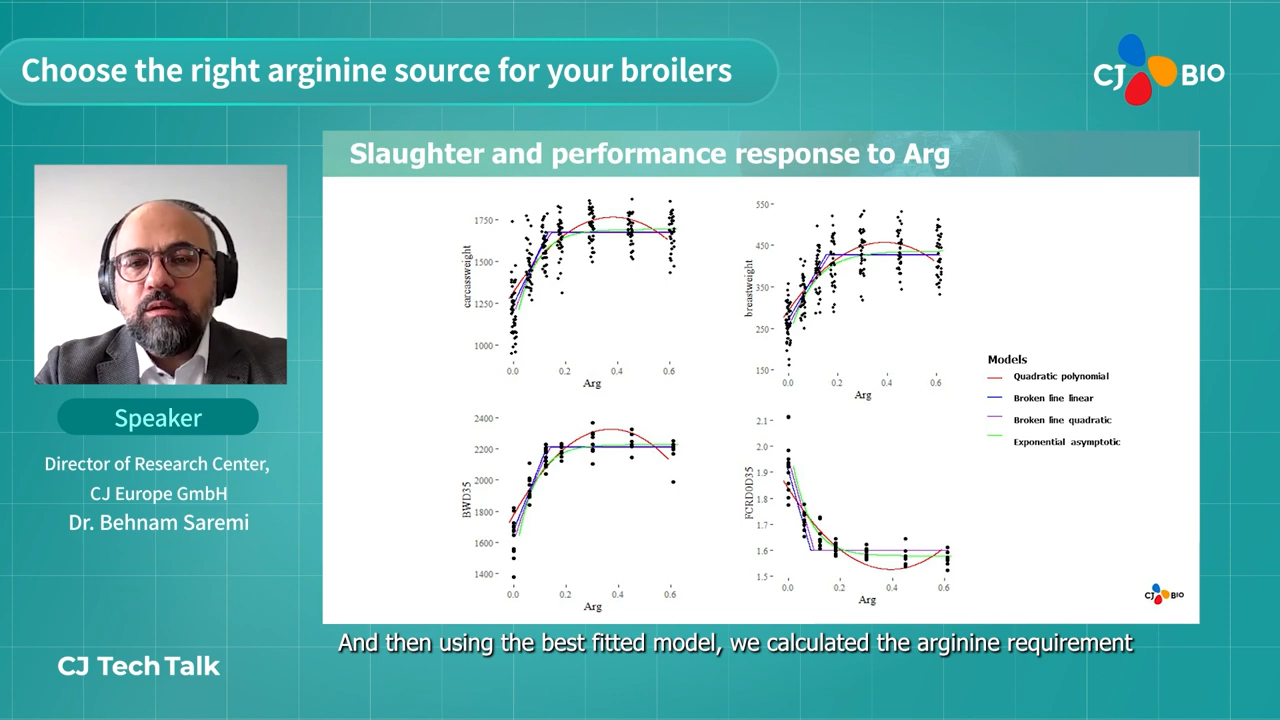 Choose the right arginine source for your broilers
CJ BIO
Slaughter and performance response to Arg
1750
1500
1250
1000
carcassweight
0.0 0.2 0.4 0.6
Arg
550
450
350
250
150
breastweight
0.0 0.2 0.4 0.6
Arg
2400
2200
2000
1800
1600
1400
BWD35
0.0 0.2 0.4 0.6
Arg
2.1
2.0
1.9
1.8
1.7
1.6
1.5
FCRD0D35
0.0 0.2 0.4 0.6
Arg
Models
Quadratic polynomial
Broken line linear
Broken line quadratic
Exponential asymptotic
CJ BIO
Speaker
Director of Research Center,
CJ Europe GmbH
Dr. Behnam Saremi
And then using the best fitted model, we calculated the arginine requirement
CJ Tech Talk